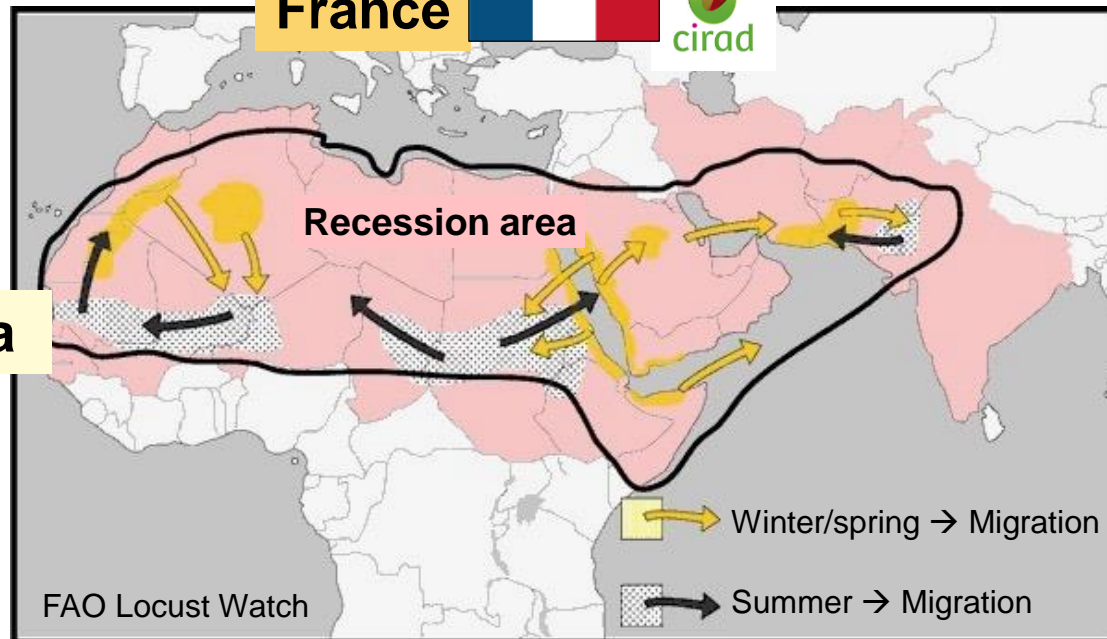 France
cirad
Recession area
a
Winter/spring → Migration
Summer → Migration
FAO Locust Watch